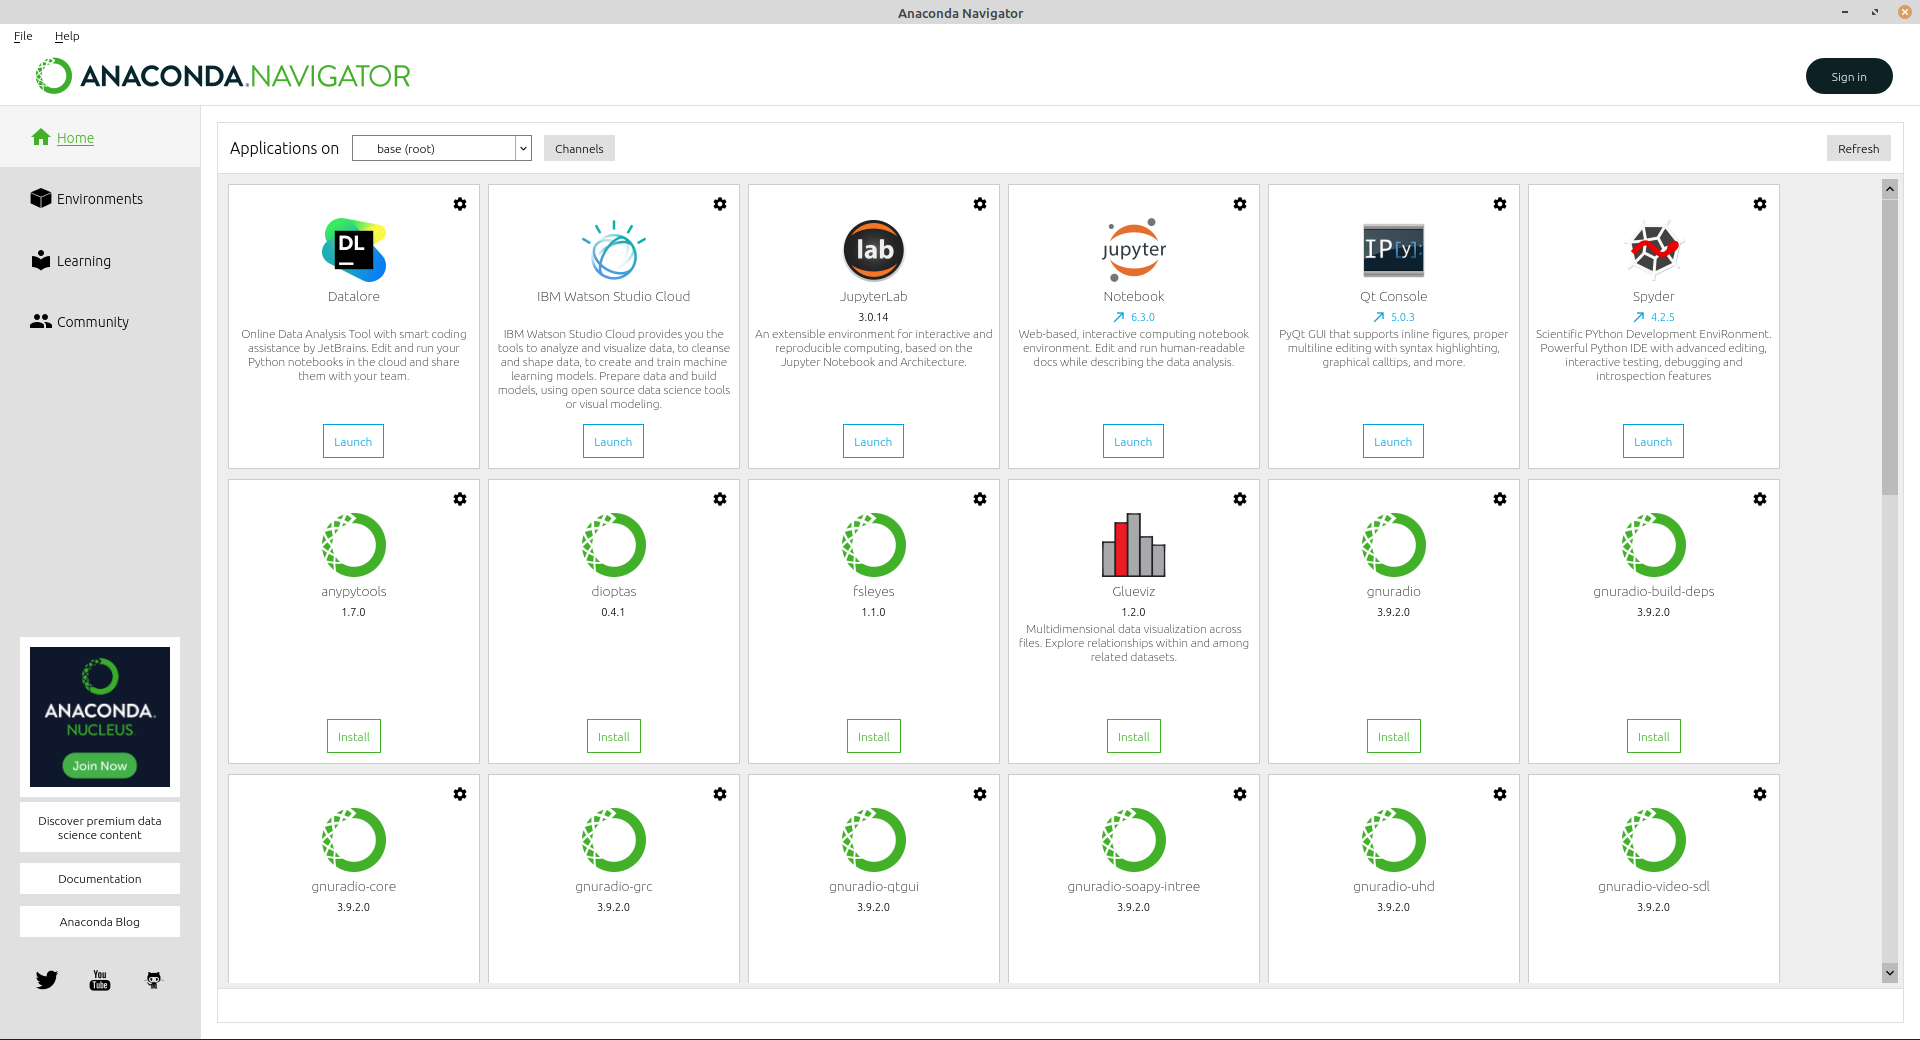 Anaconda Navigator
File Help
ANACONDA.NAVIGATOR
Sign in
Home
Environments
Learning
Community
ANACONDA.
NUCLEUS
Join Now
Discover premium data
science content
Documentation
Anaconda Blog
You
Tube
Applications on base (root) Channels Refresh
DL
Datalore
Online Data Analysis Tool with smart coding
assistance by JetBrains. Edit and run your
Python notebooks in the cloud and share
them with your team.
Launch
IBM Watson Studio Cloud
IBM Watson Studio Cloud provides you the
tools to analyze and visualize data, to cleanse
and shape data, to create and train machine
learning models. Prepare data and build
models, using open source data science tools
or visual modeling.
Launch
lab
JupyterLab
3.0.14
An extensible environment for interactive and
reproducible computing, based on the
Jupyter Notebook and Architecture.
Launch
jupyter
Notebook
6.3.0
Web-based, interactive computing notebook
environment. Edit and run human-readable
docs while describing the data analysis.
Launch
IP[y]:
Qt Console
5.0.3
PyQt GUI that supports inline figures, proper
multiline editing with syntax highlighting,
graphical calltips, and more.
Launch
Spyder
4.2.5
Scientific PYthon Development EnviRonment.
Powerful Python IDE with advanced editing,
interactive testing, debugging and
introspection features
Launch
anypytools
1.7.0
Install
dioptas
0.4.1
Install
fsleyes
1.1.0
Install
Glueviz
1.2.0
Multidimensional data visualization across
files. Explore relationships within and among
related datasets.
Install
gnuradio
3.9.2.0
Install
gnuradio-build-deps
3.9.2.0
Install
gnuradio-core
3.9.2.0
gnuradio-grc
3.9.2.0
gnuradio-qtgui
3.9.2.0
gnuradio-soapy-intree
3.9.2.0
gnuradio-uhd
3.9.2.0
gnuradio-video-sdl
3.9.2.0